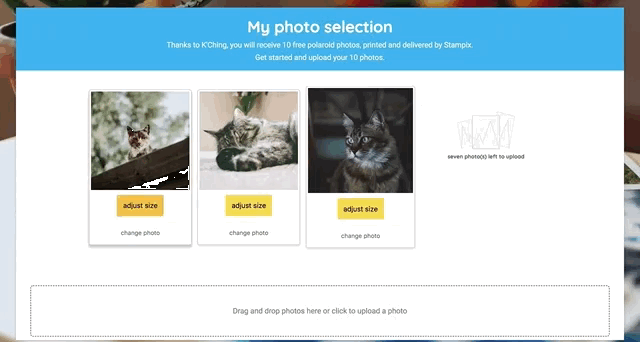 My photo selection
Thanks to K'Ching, you will receive 10 free polaroid photos, printed and delivered by Stampix.
Get started and upload your 10 photos.
seven photo(s) left to upload
adjust size
adjust size
adjust size
change photo
change photo
change photo
Drag and drop photos here or click to upload a photo